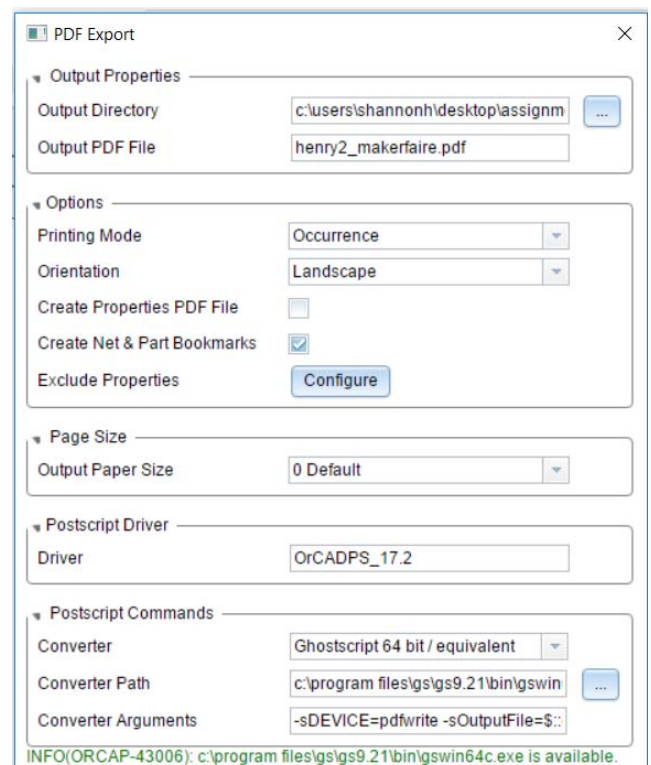 PDF Export
Output Properties
Output Directory c:\users\shannonh\desktop\assignm ...
Output PDF File henry2_makerfaire.pdf
Options
Printing Mode Occurrence
Orientation Landscape
Create Properties PDF File
Create Net & Part Bookmarks
Exclude Properties Configure
Page Size
Output Paper Size 0 Default
Postscript Driver
Driver OrCADPS_17.2
Postscript Commands
Converter Ghostscript 64 bit / equivalent
Converter Path c:\program files\gs\gs9.21\bin\gswin ...
Converter Arguments -sDEVICE=pdfwrite -sOutputFile=$::
INFO(ORCAP-43006): c:\program files\gs\gs9.21\bin\gswin64c.exe is available.